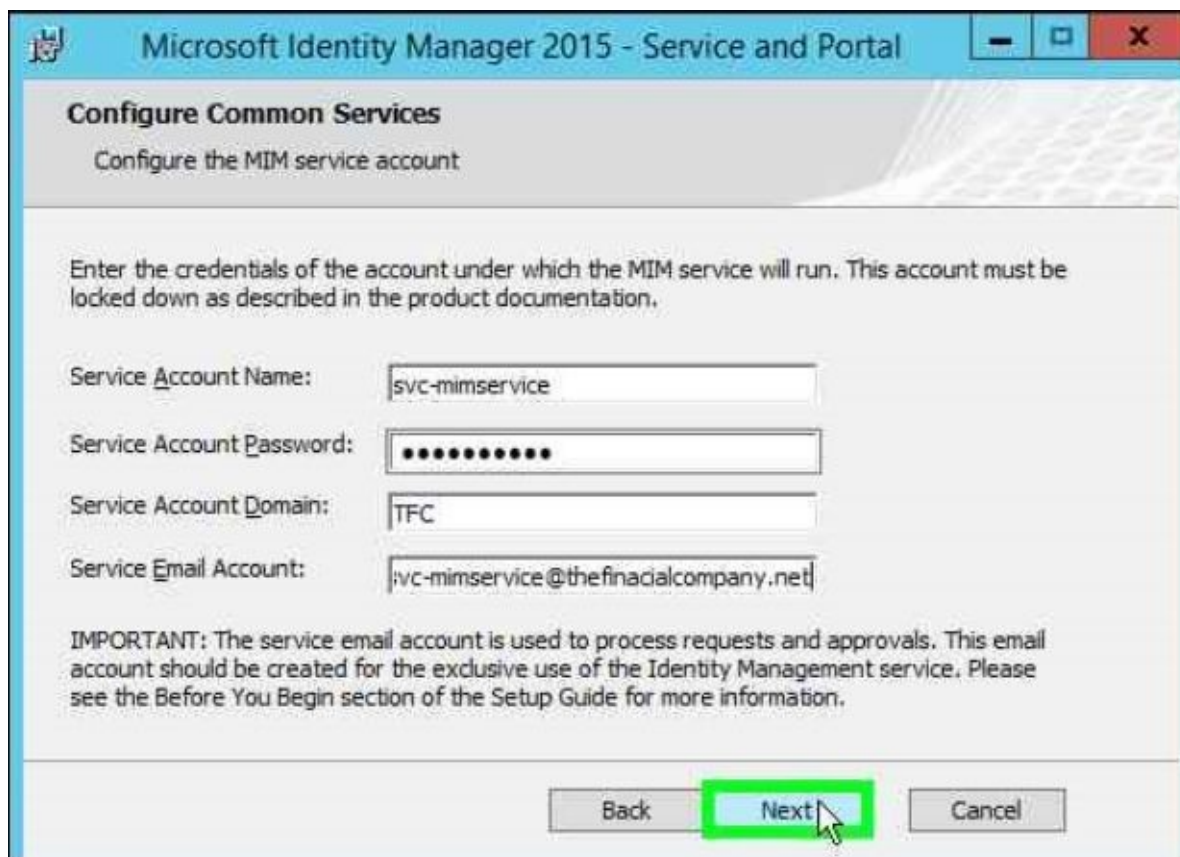 Microsoft Identity Manager 2015 - Service and Portal
Configure Common Services
Configure the MIM service account
Enter the credentials of the account under which the MIM service will run. This account must be
locked down as described in the product documentation.
Service Account Name:
svc-mimservice
Service Account Password:
●●●●●●●●●●
Service Account Domain:
TFC
Service Email Account:
svc-mimservice@thefinacialcompany.net
IMPORTANT: The service email account is used to process requests and approvals. This email
account should be created for the exclusive use of the Identity Management service. Please
see the Before You Begin section of the Setup Guide for more information.
Back
Next
Cancel